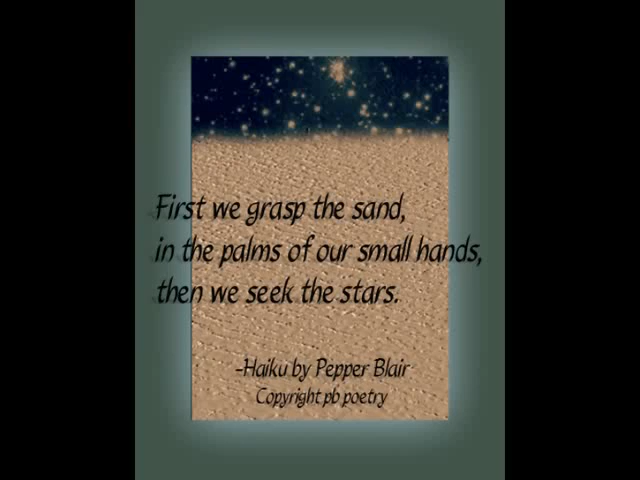 First we grasp the sand,
in the palms of our small hands,
then we seek the stars.
-Haiku by Pepper Blair
Copyright pb poetry